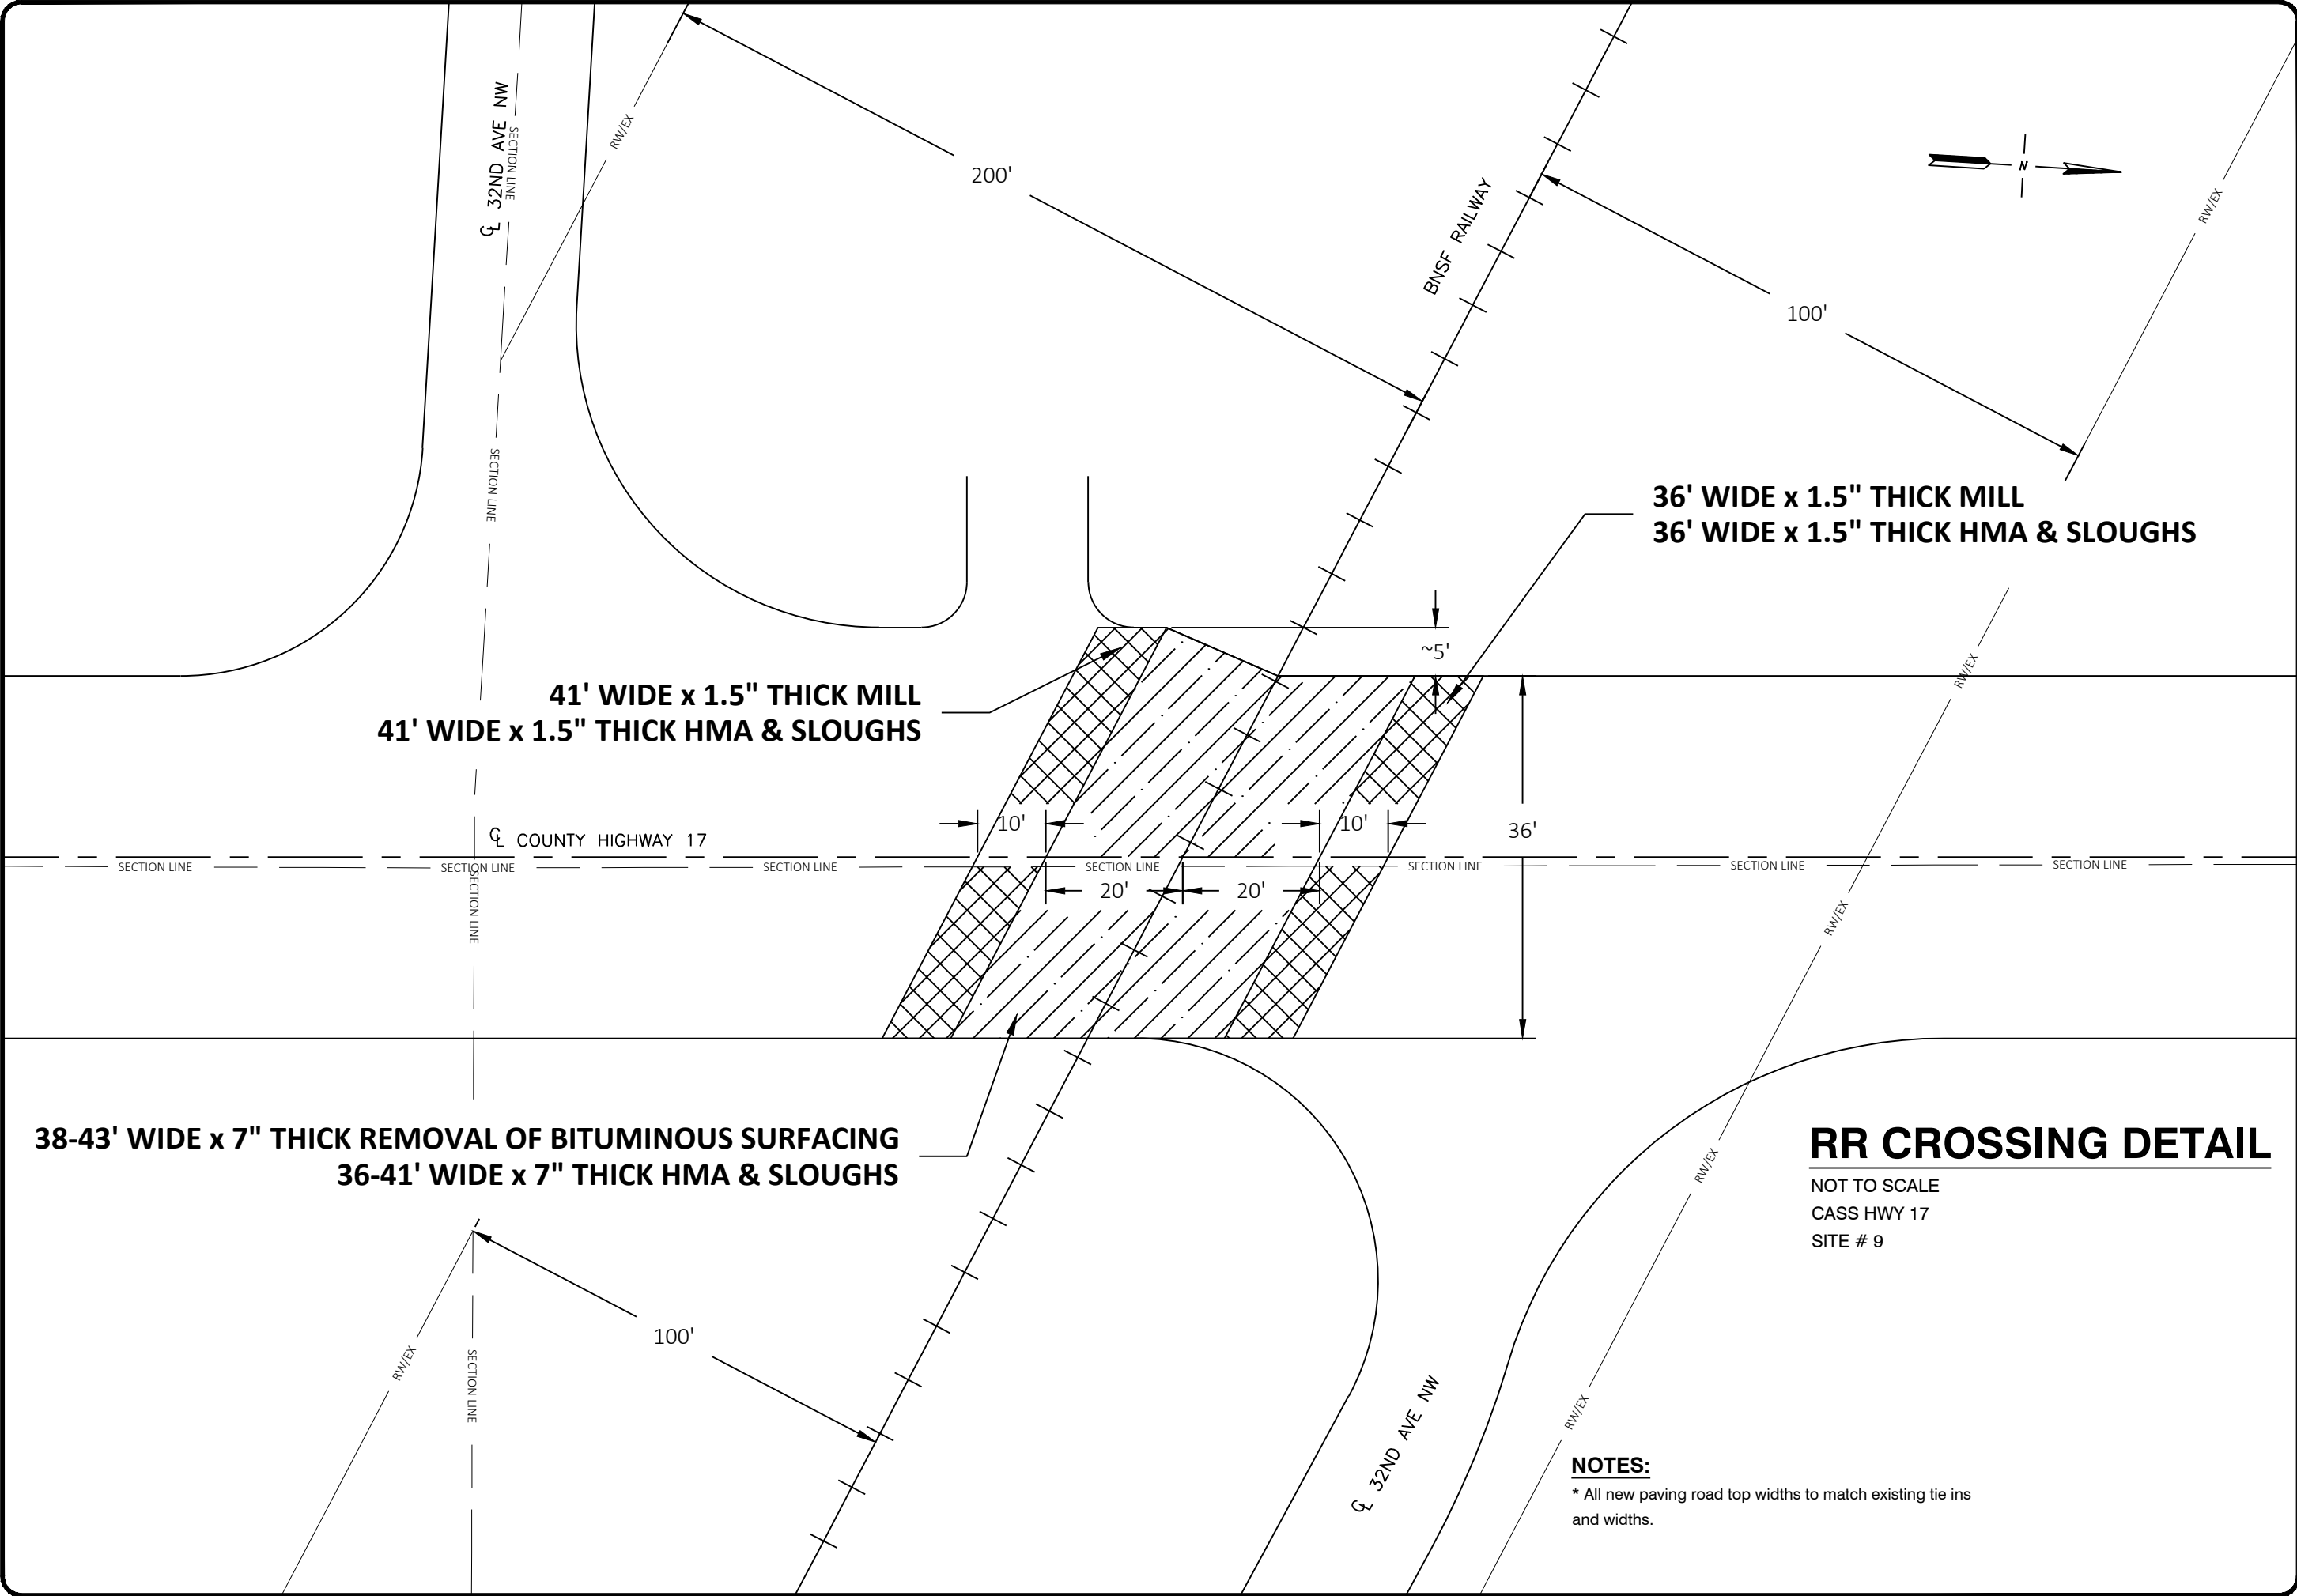 ℄ 32ND AVE NW
SECTION LINE
RW/EX
200'
BNSF RAILWAY
100'
N
RW/EX
SECTION LINE
36' WIDE x 1.5" THICK MILL
36' WIDE x 1.5" THICK HMA & SLOUGHS
~5'
RW/EX
41' WIDE x 1.5" THICK MILL
41' WIDE x 1.5" THICK HMA & SLOUGHS
10'
10'
36'
℄ COUNTY HIGHWAY 17
SECTION LINE
SECTION LINE
SECTION LINE
SECTION LINE
SECTION LINE
SECTION LINE
SECTION LINE
SECTION LINE
20'
20'
RW/EX
38-43' WIDE x 7" THICK REMOVAL OF BITUMINOUS SURFACING
36-41' WIDE x 7" THICK HMA & SLOUGHS
RW/EX
RR CROSSING DETAIL
NOT TO SCALE
CASS HWY 17
SITE # 9
100'
RW/EX
SECTION LINE
℄ 32ND AVE NW
RW/EX
NOTES:
* All new paving road top widths to match existing tie ins
and widths.